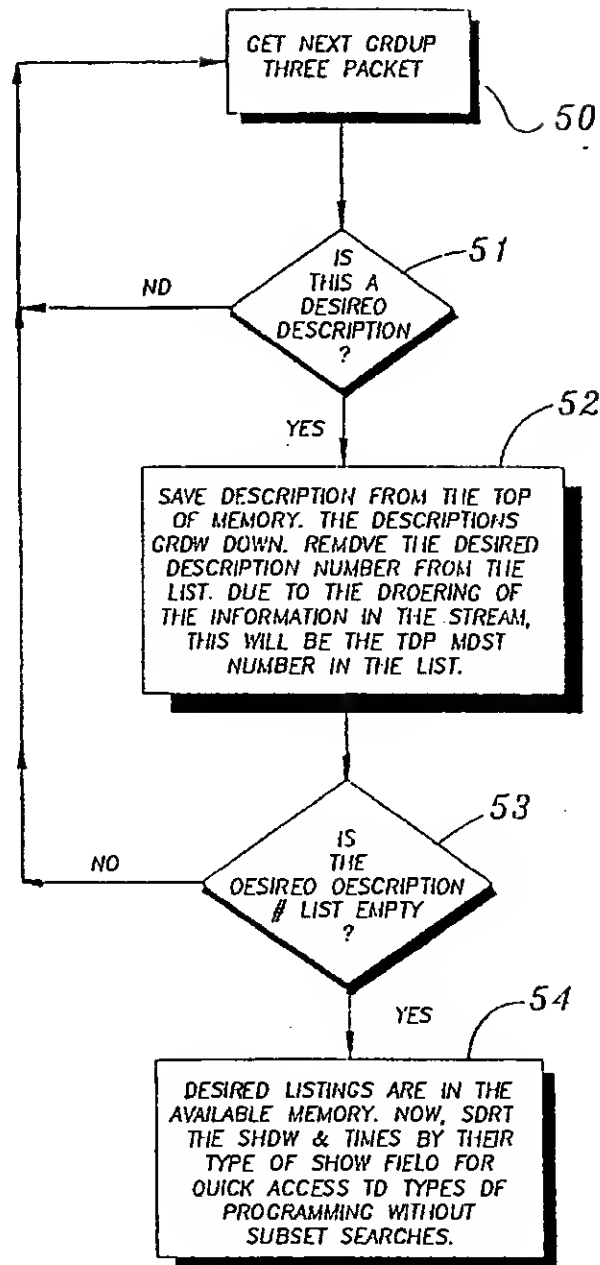 GET NEXT GRDUP
THREE PACKET
50
IS
THIS A
DESIREO
DESCRIPTION
?
51
ND
YES
52
SAVE DESCRIPTION FROM THE TOP
OF MEMORY. THE DESCRIPTIONS
GRDW DOWN. REMDVE THE DESIRED
DESCRIPTION NUMBER FROM THE
LIST. DUE TO THE DROERING OF
THE INFORMATION IN THE STREAM,
THIS WILL BE THE TDP MDST
NUMBER IN THE LIST.
53
IS
THE
OESIREO OESCRIPTION
# LIST EMPTY
?
NO
YES
54
DESIRED LISTINGS ARE IN THE
AVAILABLE MEMORY. NOW, SDRT
THE SHDW & TIMES BY THEIR
TYPE OF SHOW FIELD FOR
QUICK ACCESS TD TYPES DF
PROGRAMMING WITHOUT
SUBSET SEARCHES.